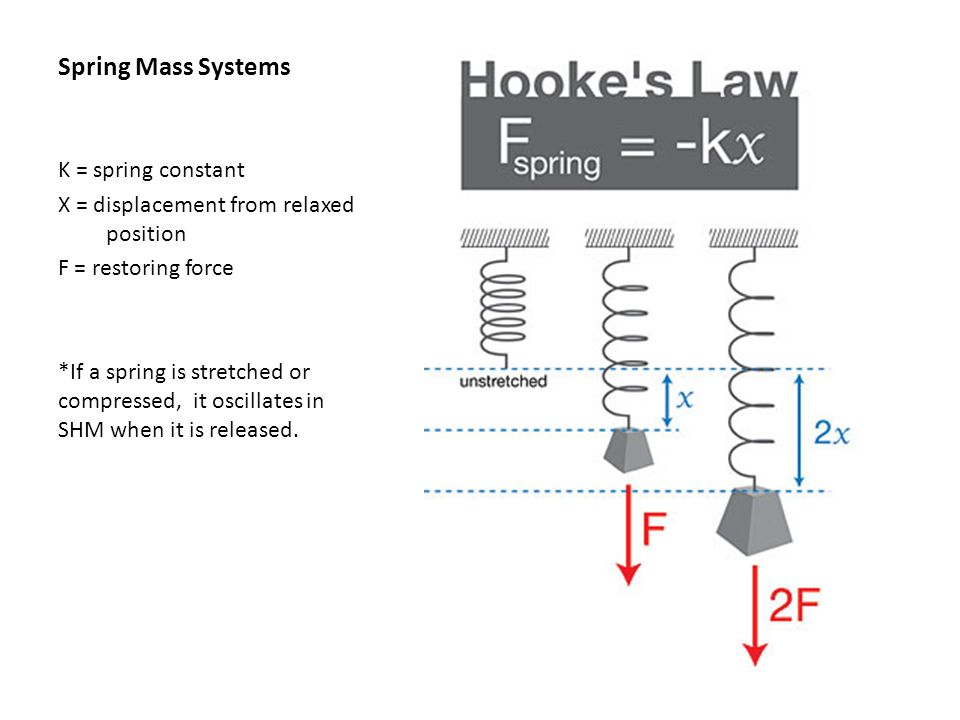 Spring Mass Systems
K = spring constant
X = displacement from relaxed
position
F = restoring force
*If a spring is stretched or
compressed, it oscillates in
SHM when it is released.
Hooke's Law
Fspring = -kx
unstretched
x
2x
F
2F